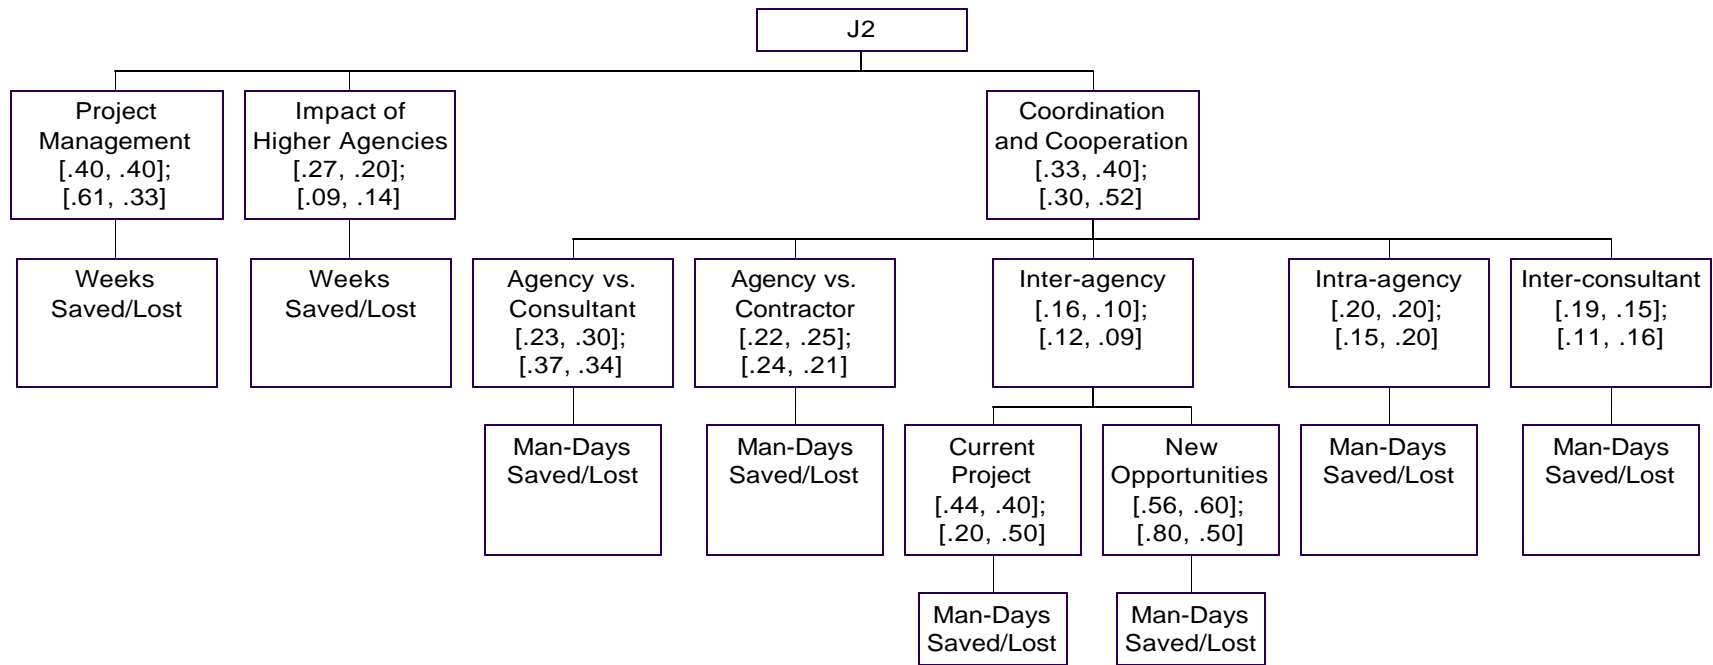 J2
Project
Management
[.40, .40];
[.61, .33]
Impact of
Higher Agencies
[.27, .20];
[.09, .14]
Coordination
and Cooperation
[.33, .40];
[.30, .52]
Weeks
Saved/Lost
Weeks
Saved/Lost
Agency vs.
Consultant
[.23, .30];
[.37, .34]
Agency vs.
Contractor
[.22, .25];
[.24, .21]
Inter-agency
[.16, .10];
[.12, .09]
Intra-agency
[.20, .20];
[.15, .20]
Inter-consultant
[.19, .15];
[.11, .16]
Man-Days
Saved/Lost
Man-Days
Saved/Lost
Current
Project
[.44, .40];
[.20, .50]
New
Opportunities
[.56, .60];
[.80, .50]
Man-Days
Saved/Lost
Man-Days
Saved/Lost
Man-Days
Saved/Lost
Man-Days
Saved/Lost